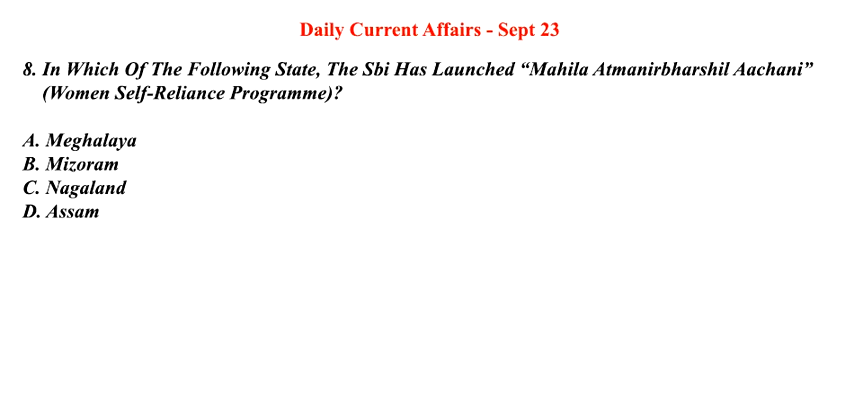 Daily Current Affairs - Sept 23
8. In Which Of The Following State, The Sbi Has Launched “Mahila Atmanirbharshil Aachani”
(Women Self-Reliance Programme)?
A. Meghalaya
B. Mizoram
C. Nagaland
D. Assam